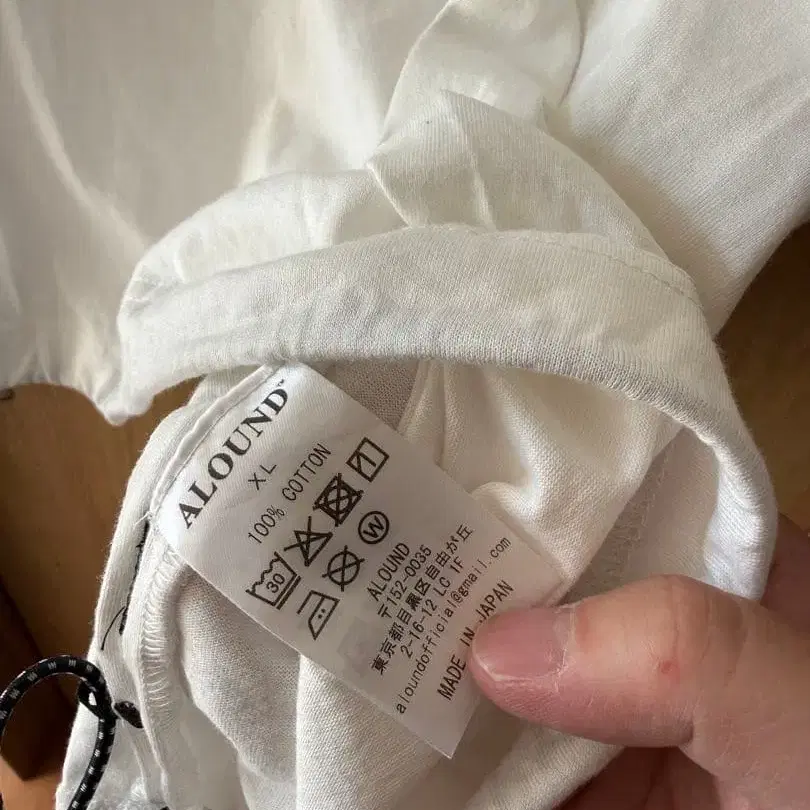 ALOUND™
XL
100% COTTON
30
W
ALOUND
〒152-0035
東京都目黒区自由が丘
2-16-12 LC 1F
aloundofficial@gmail.com
MADE IN JAPAN